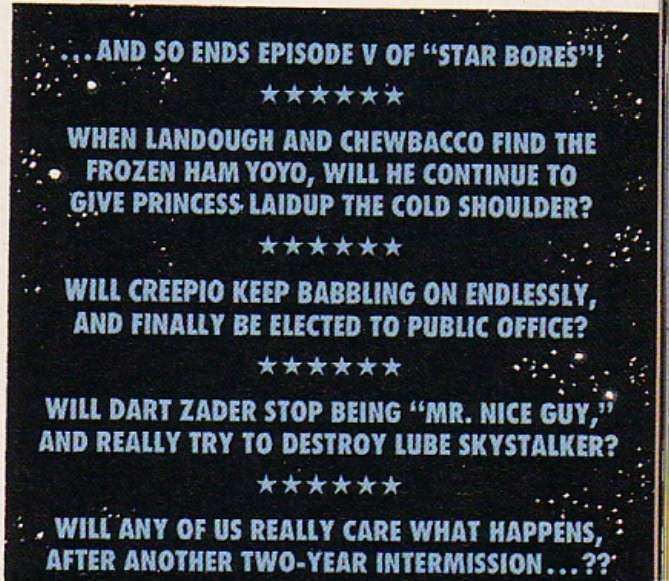 ...AND SO ENDS EPISODE V OF “STAR BORES”!
★★★★★★
WHEN LANDOUGH AND CHEWBACCO FIND THE
FROZEN HAM YOYO, WILL HE CONTINUE TO
GIVE PRINCESS LAIDUP THE COLD SHOULDER?
★★★★★★
WILL CREEPIO KEEP BABBLING ON ENDLESSLY,
AND FINALLY BE ELECTED TO PUBLIC OFFICE?
★★★★★★
WILL DART ZADER STOP BEING “MR. NICE GUY,”
AND REALLY TRY TO DESTROY LUBE SKYSTALKER?
★★★★★★
WILL ANY OF US REALLY CARE WHAT HAPPENS,
AFTER ANOTHER TWO-YEAR INTERMISSION...??